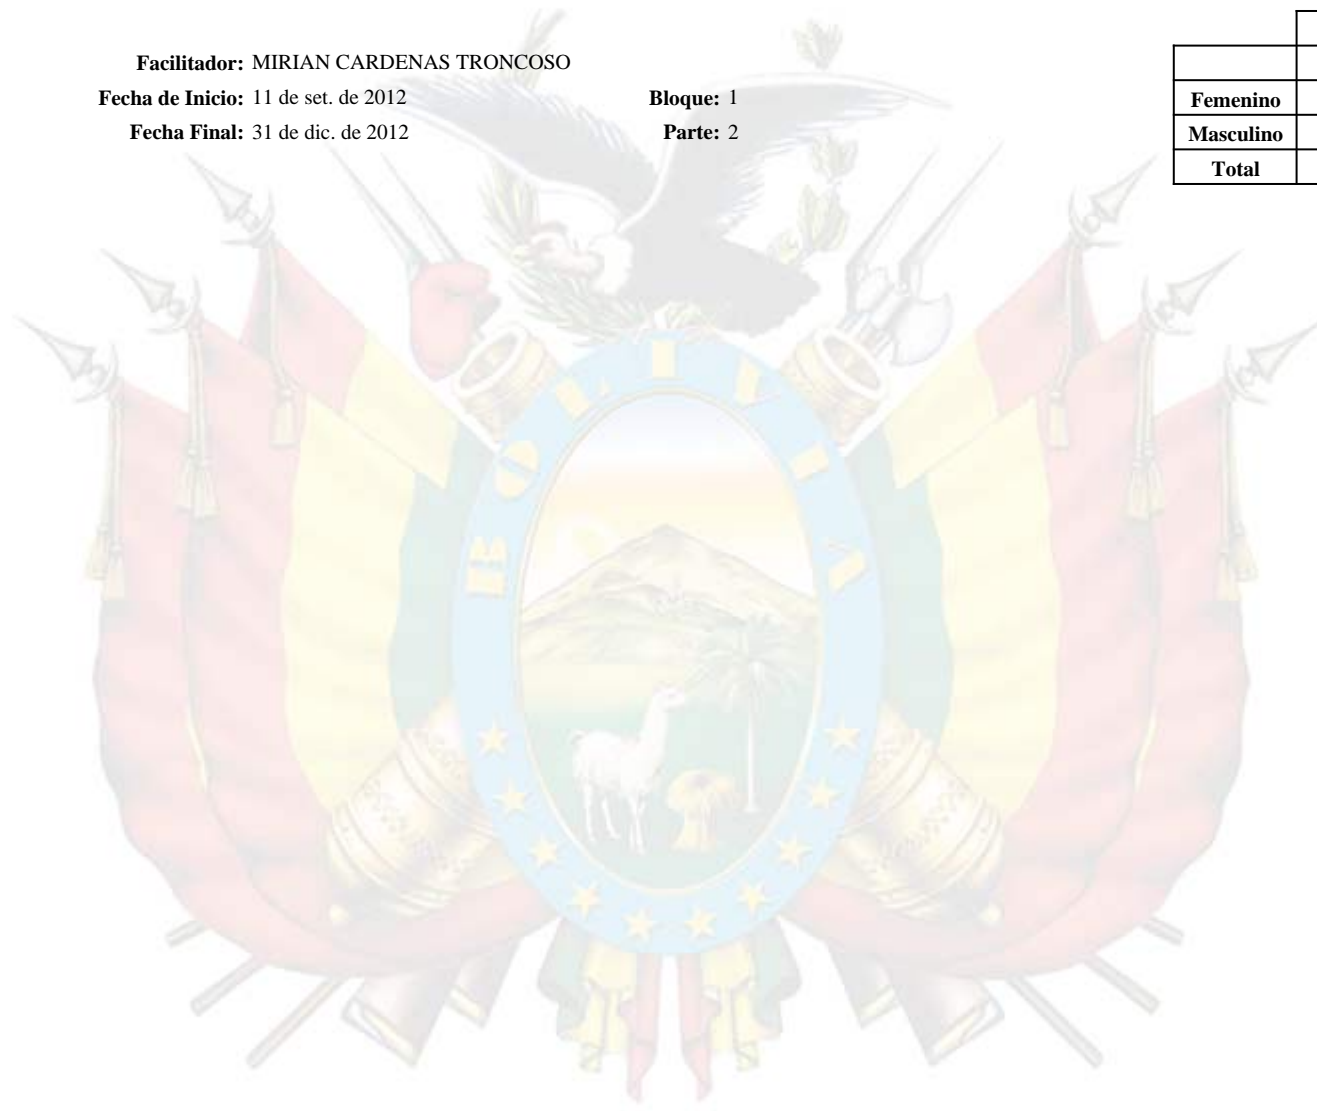 Facilitador: MIRIAN CARDENAS TRONCOSO
Fecha de Inicio: 11 de set. de 2012 Bloque: 1
Fecha Final: 31 de dic. de 2012 Parte: 2
Femenino
Masculino
Total
BOLIVIA